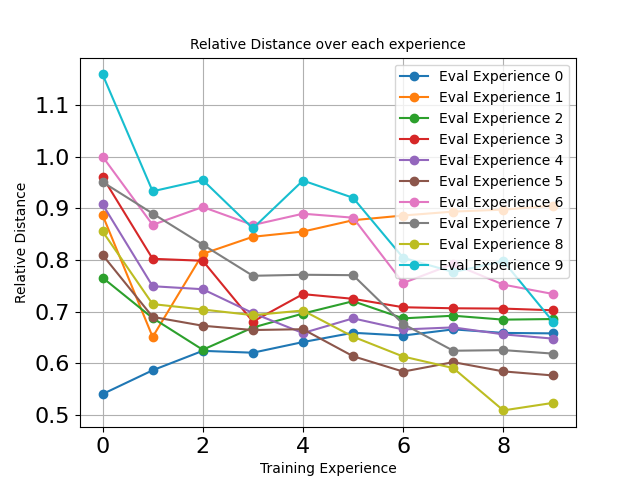 Relative Distance over each experience
Relative Distance
1.1
1.0
0.9
0.8
0.7
0.6
0.5
0
2
4
6
8
Training Experience
Eval Experience 0
Eval Experience 1
Eval Experience 2
Eval Experience 3
Eval Experience 4
Eval Experience 5
Eval Experience 6
Eval Experience 7
Eval Experience 8
Eval Experience 9